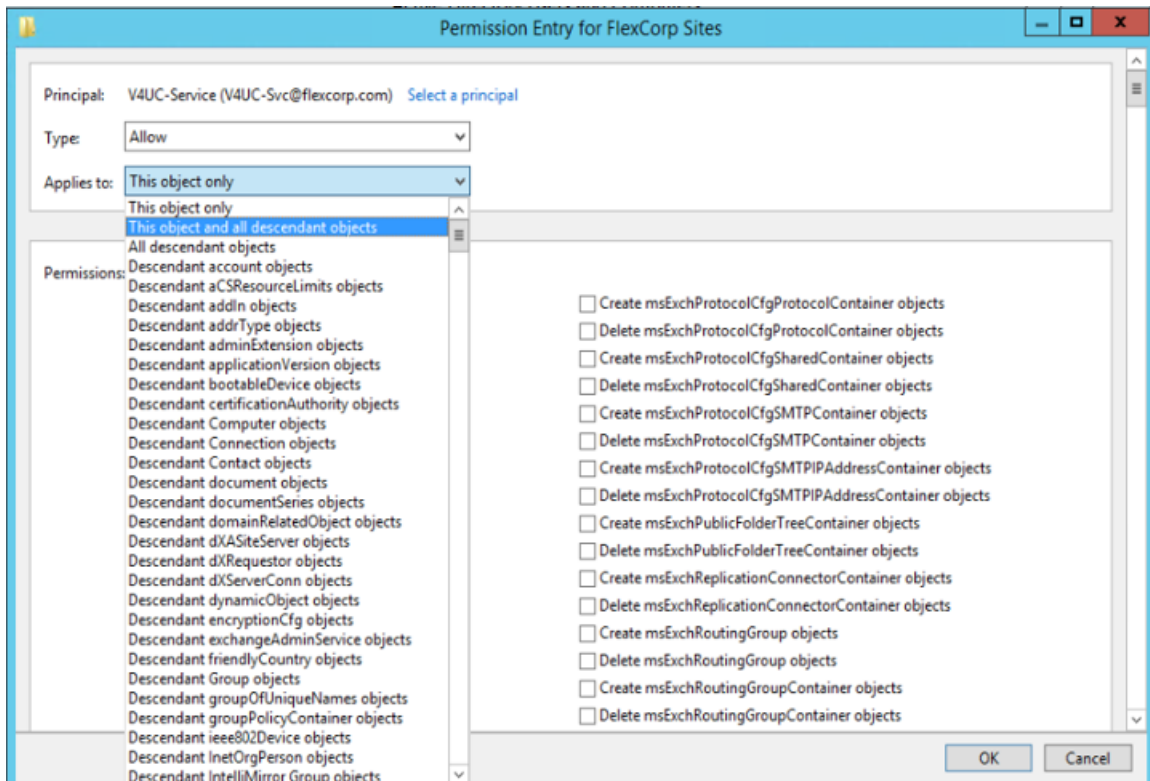 Permission Entry for FlexCorp Sites
Principal: V4UC-Service (V4UC-Svc@flexcorp.com) Select a principal
Type: Allow
Applies to: This object only
This object only
This object and all descendant objects
All descendant objects
Descendant account objects
Descendant aCSResourceLimits objects
Descendant addIn objects
Descendant addrType objects
Descendant adminExtension objects
Descendant applicationVersion objects
Descendant bootableDevice objects
Descendant certificationAuthority objects
Descendant Computer objects
Descendant Connection objects
Descendant Contact objects
Descendant document objects
Descendant documentSeries objects
Descendant domainRelatedObject objects
Descendant dXASiteServer objects
Descendant dXRequestor objects
Descendant dXServerConn objects
Descendant dynamicObject objects
Descendant encryptionCfg objects
Descendant exchangeAdminService objects
Descendant friendlyCountry objects
Descendant Group objects
Descendant groupOfUniqueNames objects
Descendant groupPolicyContainer objects
Descendant ieee802Device objects
Descendant InetOrgPerson objects
Descendant IntelliMirror Group objects
Permissions:
Create msExchProtocolCfgProtocolContainer objects
Delete msExchProtocolCfgProtocolContainer objects
Create msExchProtocolCfgSharedContainer objects
Delete msExchProtocolCfgSharedContainer objects
Create msExchProtocolCfgSMTPContainer objects
Delete msExchProtocolCfgSMTPContainer objects
Create msExchProtocolCfgSMTPIPAddressContainer objects
Delete msExchProtocolCfgSMTPIPAddressContainer objects
Create msExchPublicFolderTreeContainer objects
Delete msExchPublicFolderTreeContainer objects
Create msExchReplicationConnectorContainer objects
Delete msExchReplicationConnectorContainer objects
Create msExchRoutingGroup objects
Delete msExchRoutingGroup objects
Create msExchRoutingGroupContainer objects
Delete msExchRoutingGroupContainer objects
OK Cancel